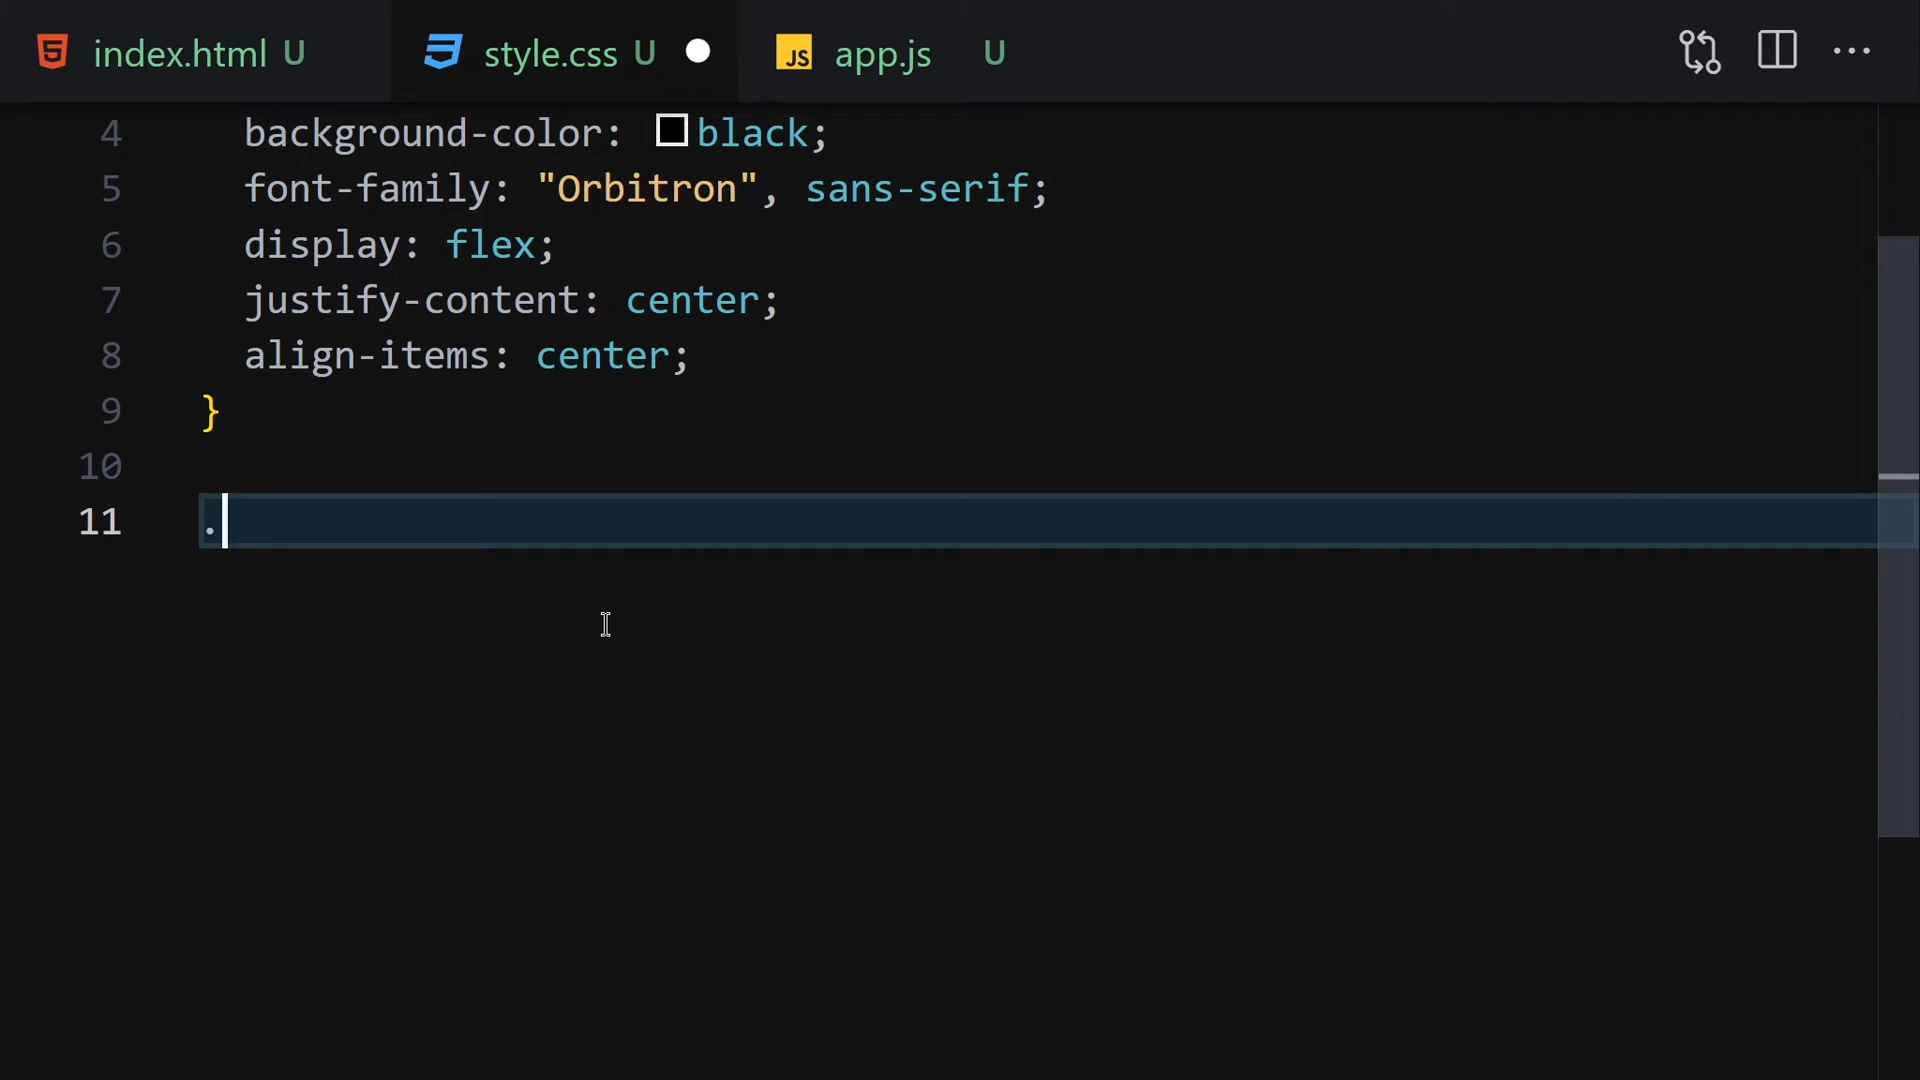 index.html U style.css U JS app.js U
4 background-color: black;
5 font-family: "Orbitron", sans-serif;
6 display: flex;
7 justify-content: center;
8 align-items: center;
9 }
10
11 .